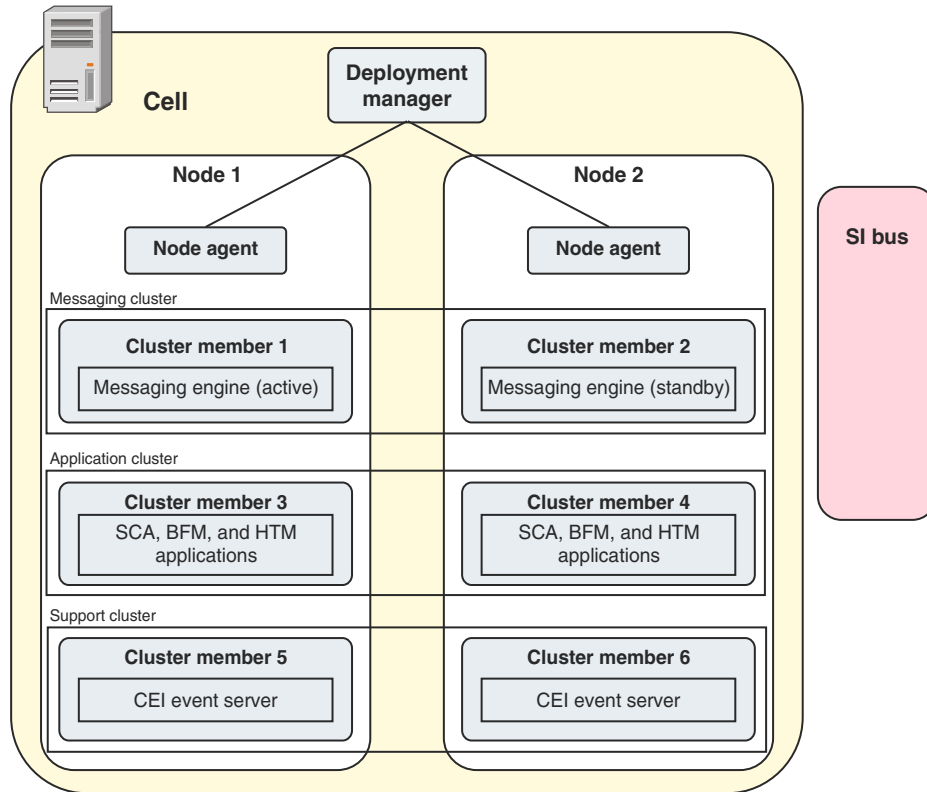 Deployment
manager
Cell
Node 1
Node 2
SI bus
Node agent
Node agent
Messaging cluster
Cluster member 1
Cluster member 2
Messaging engine (active)
Messaging engine (standby)
Application cluster
Cluster member 3
Cluster member 4
SCA, BFM, and HTM
applications
SCA, BFM, and HTM
applications
Support cluster
Cluster member 5
Cluster member 6
CEI event server
CEI event server